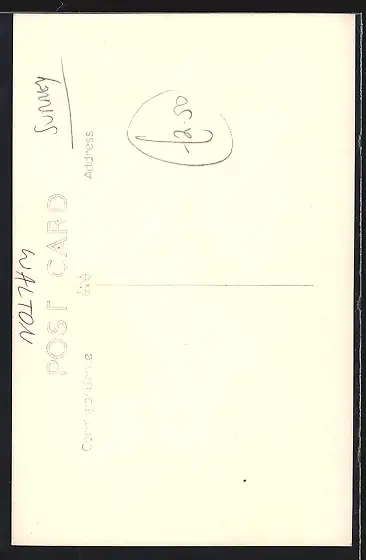 WALTON
SURREY
POST CARD
Correspondence
Address
£2.50